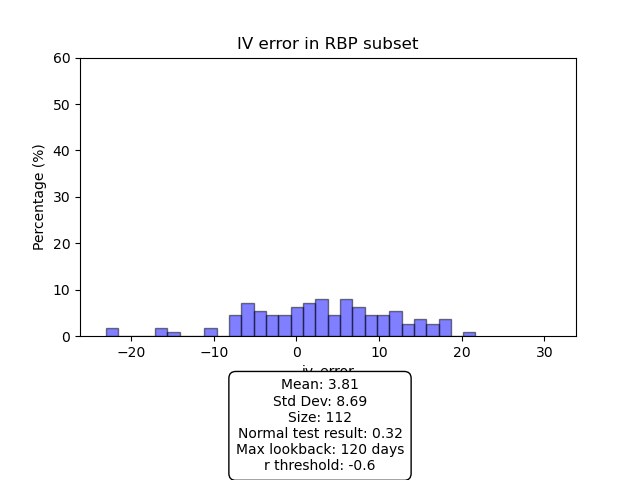 IV error in RBP subset
Percentage (%)
60
50
40
30
20
10
0
−20
−10
0
10
20
30
iv_error
Mean: 3.81
Std Dev: 8.69
Size: 112
Normal test result: 0.32
Max lookback: 120 days
r threshold: -0.6